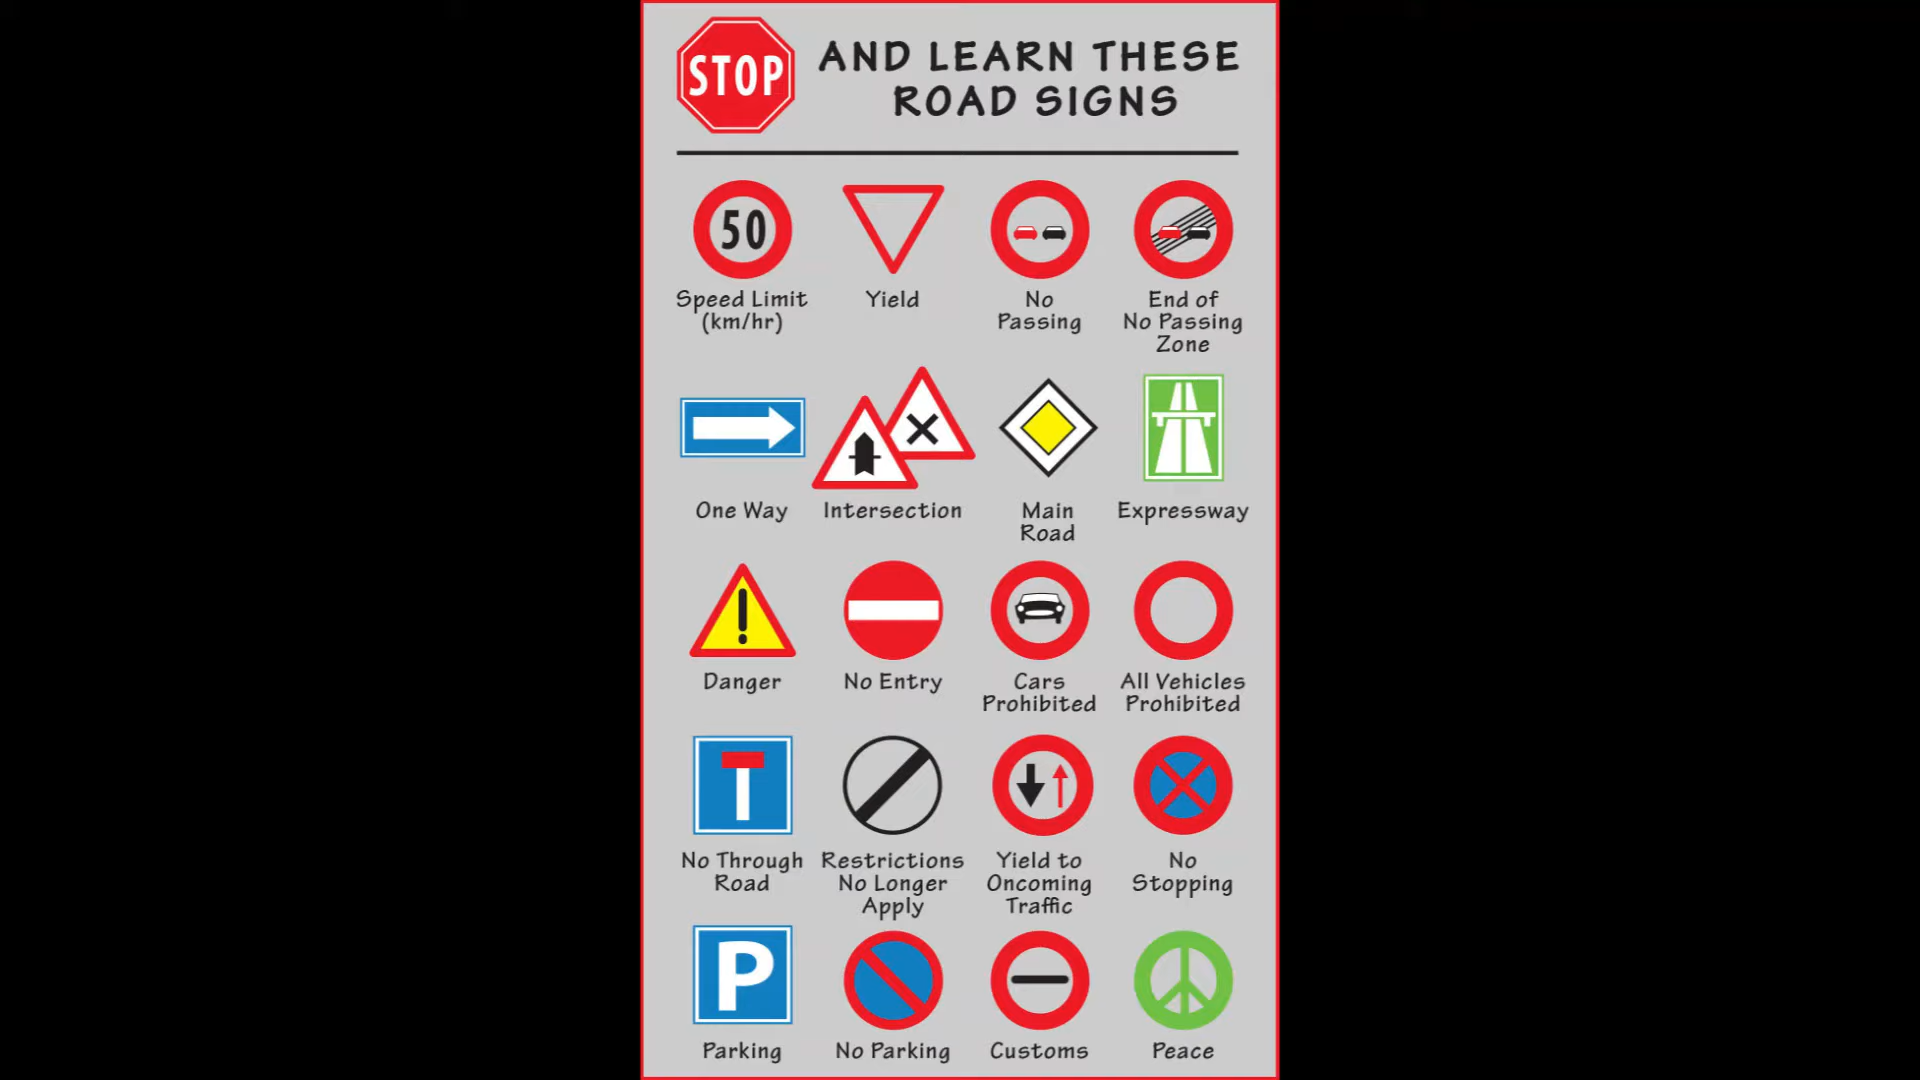 STOP
AND LEARN THESE
ROAD SIGNS
50
Speed Limit
(km/hr)
Yield
No
Passing
End of
No Passing
Zone
One Way
Intersection
Main
Road
Expressway
!
Danger
No Entry
Cars
Prohibited
All Vehicles
Prohibited
No Through
Road
Restrictions
No Longer
Apply
Yield to
Oncoming
Traffic
No
Stopping
P
Parking
No Parking
Customs
Peace